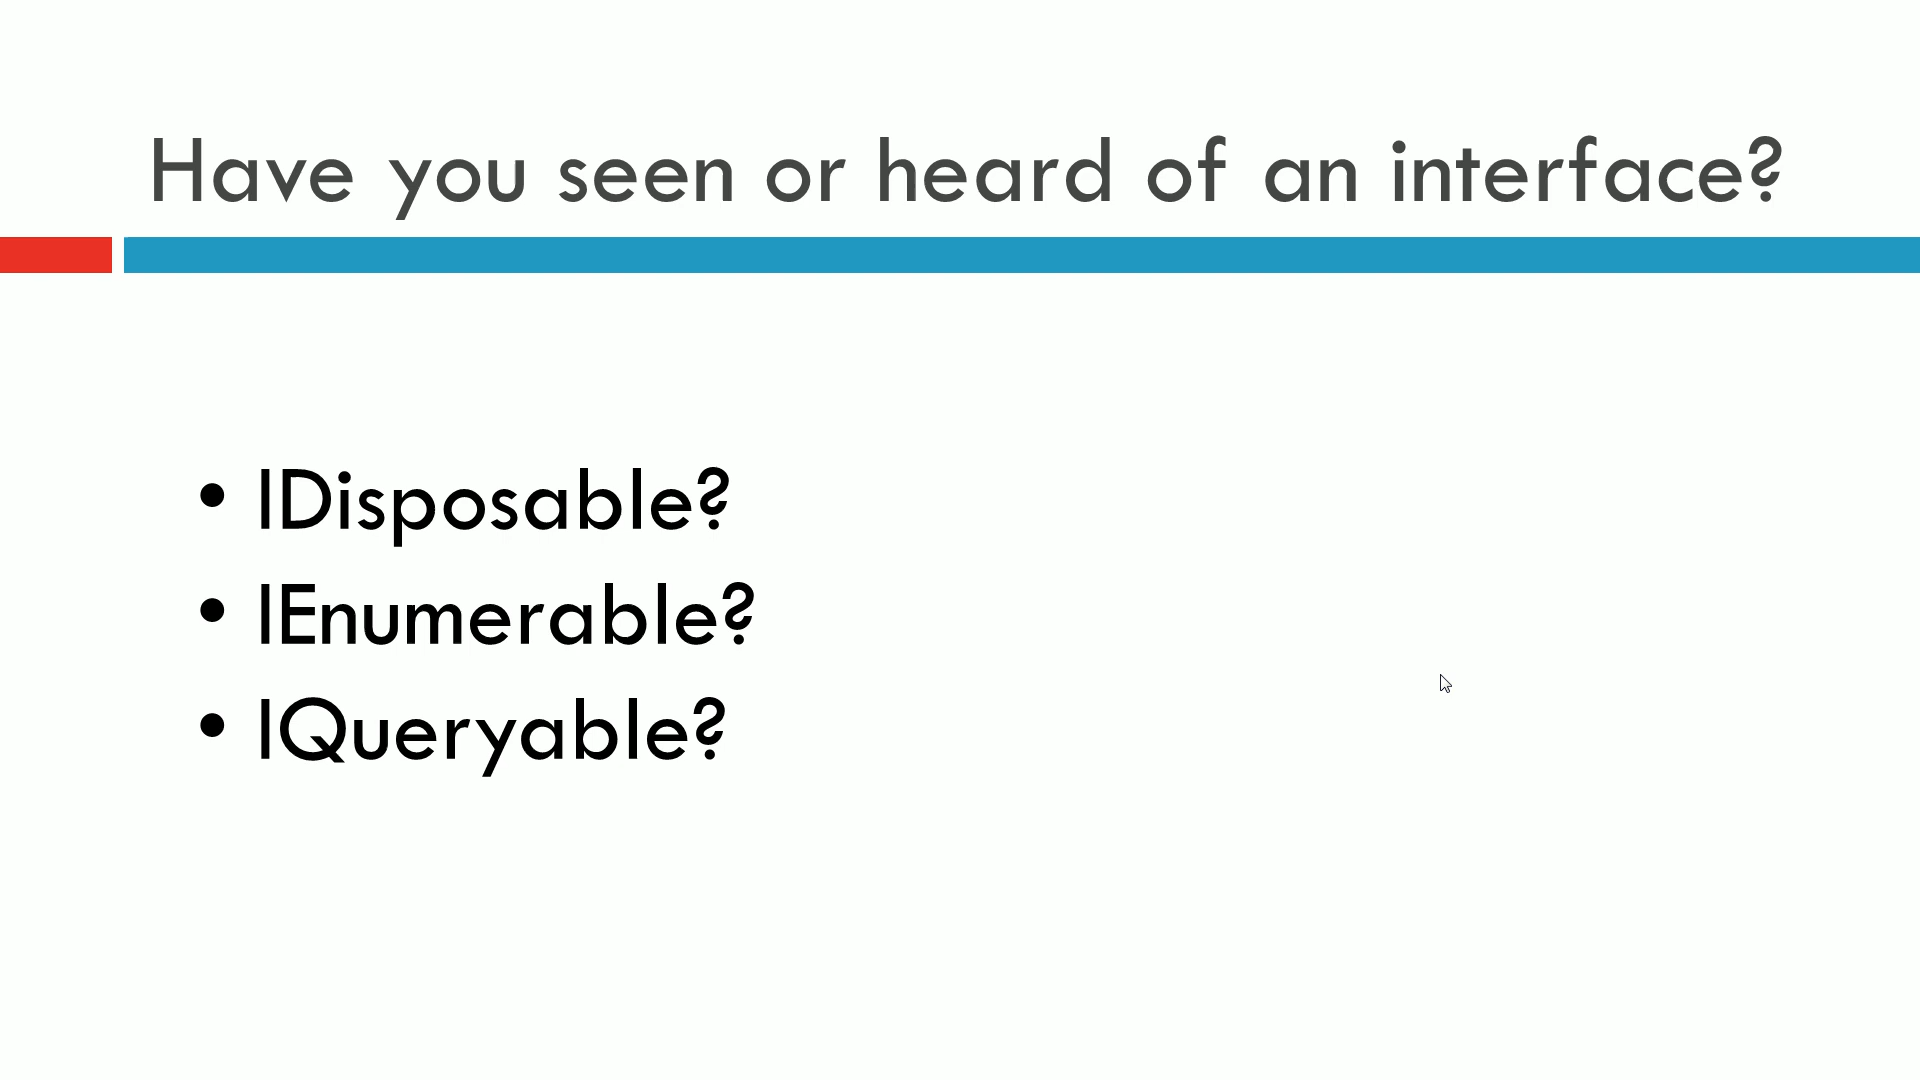 Have you seen or heard of an interface?
• IDisposable?
• IEnumerable?
• IQueryable?